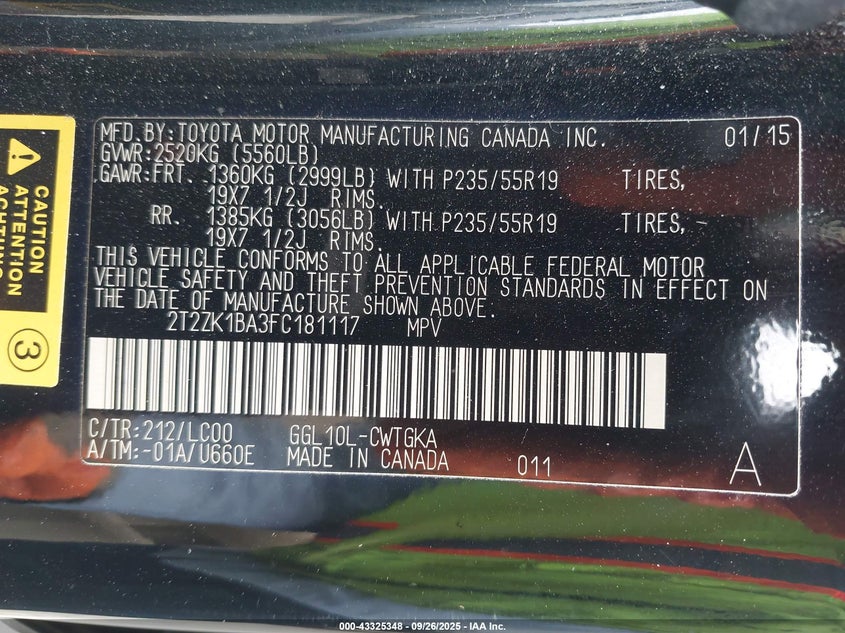 MFD.BY:TOYOTA MOTOR MANUFACTURING CANADA INC. 01/15
GVWR:2520KG (5560LB)
GAWR:FRT. 1360KG (2999LB) WITH P235/55R19 TIRES,
19X7 1/2J RIMS.
RR. 1385KG (3056LB) WITH P235/55R19 TIRES,
19X7 1/2J RIMS.
THIS VEHICLE CONFORMS TO ALL APPLICABLE FEDERAL MOTOR
VEHICLE SAFETY AND THEFT PREVENTION STANDARDS IN EFFECT ON
THE DATE OF MANUFACTURE SHOWN ABOVE.
2T2ZK1BA3FC181117 MPV
C/TR:212/LC00 GGL10L-CWTGKA
A/TM:-01A/U660E MADE IN CANADA 011 A
CAUTION
ATTENTION
ACHTUNG
3
000-43325348 - 09/26/2025 - IAA Inc.